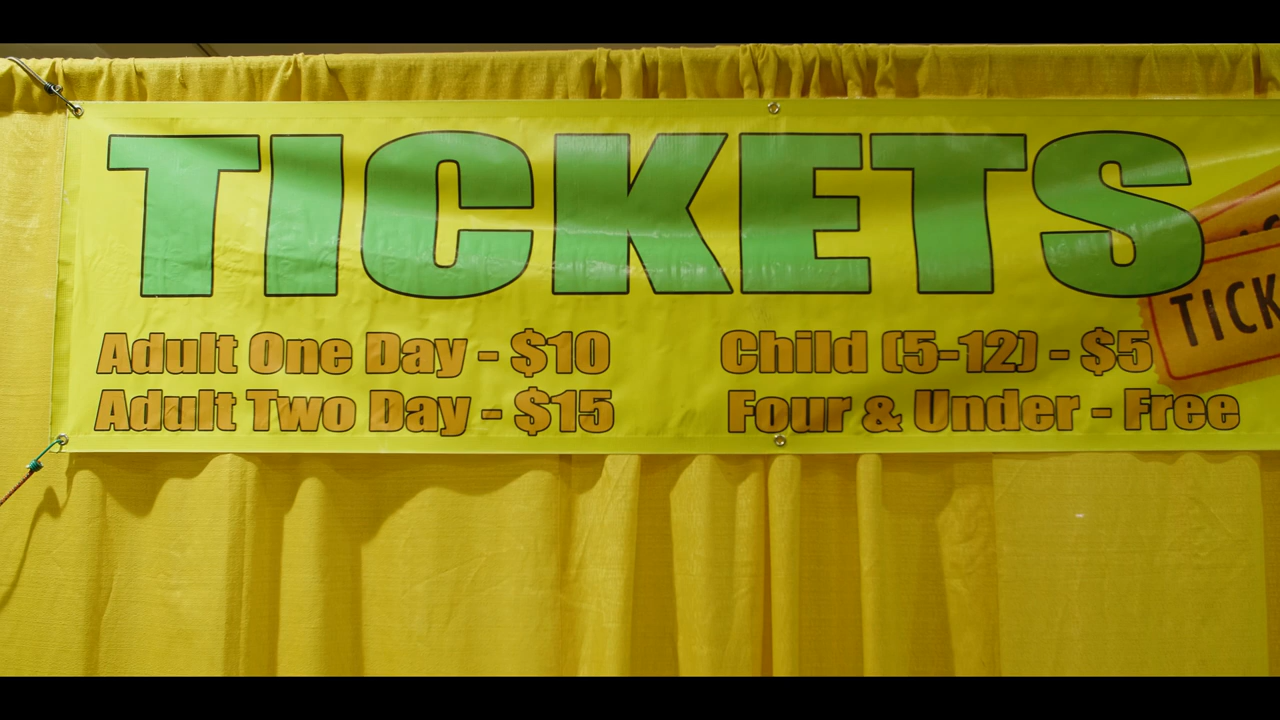 TICKETS
TICK
Adult One Day - $10
Child (5-12) - $5
Adult Two Day - $15
Four & Under - Free